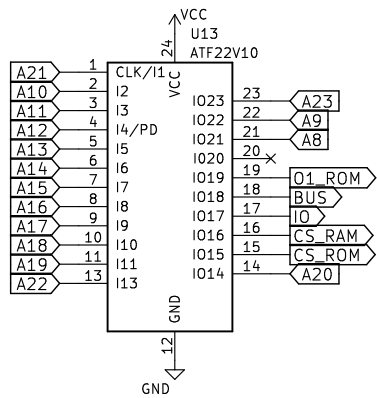 VCC
U13
ATF22V10
24
VCC
A21 1 CLK/I1
A10 2 I2
A11 3 I3
A12 4 I4/PD
A13 5 I5
A14 6 I6
A15 7 I7
A16 8 I8
A17 9 I9
A18 10 I10
A19 11 I11
A22 13 I13
IO23 23 A23
IO22 22 A9
IO21 21 A8
IO20 20
IO19 19 O1_ROM
IO18 18 BUS
IO17 17 IO
IO16 16 CS_RAM
IO15 15 CS_ROM
IO14 14 A20
GND
12
GND